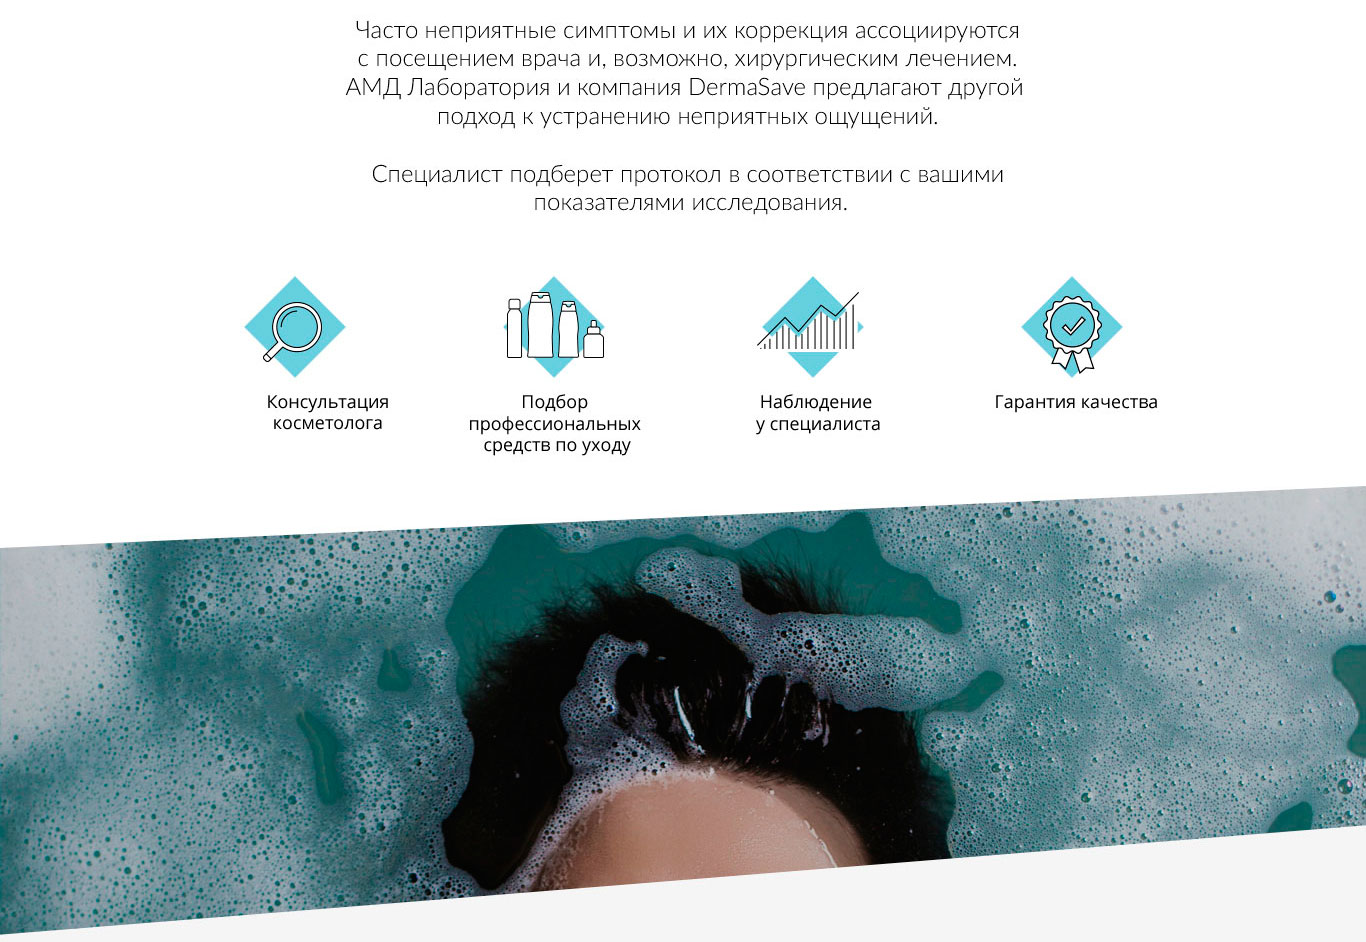 Часто неприятные симптомы и их коррекция ассоциируются
с посещением врача и, возможно, хирургическим лечением.
АМД Лаборатория и компания DermaSave предлагают другой
подход к устранению неприятных ощущений.
Специалист подберет протокол в соответствии с вашими
показателями исследования.
Консультация
косметолога
Подбор
профессиональных
средств по уходу
Наблюдение
у специалиста
Гарантия качества